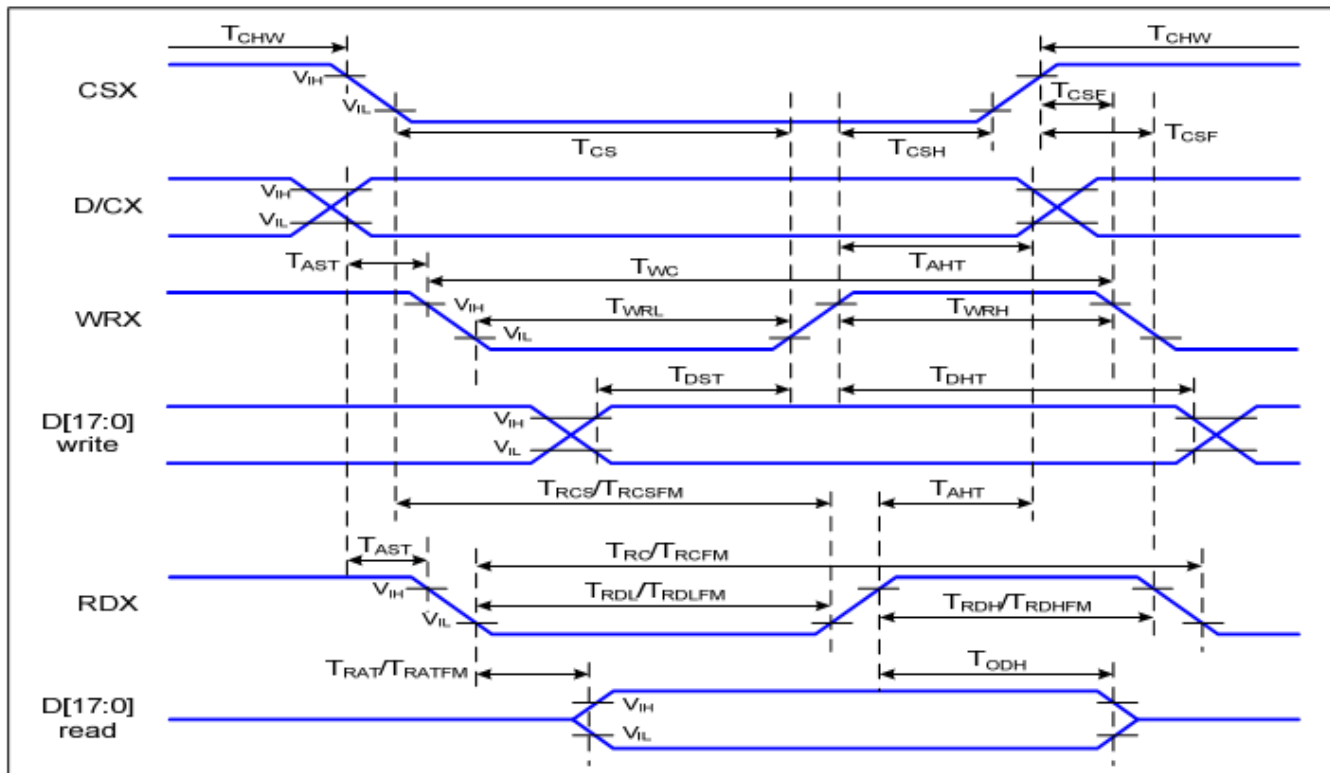 TCHW TCHW
CSX VIH VIL TCSF
TCS TCSH TCSF
D/CX VIH VIL
TAST TWC TAHT
WRX VIH VIL TWRL TWRH
TDST TDHT
D[17:0] VIH
write VIL
TRCS/TRCSFM TAHT
TAST TRC/TRCFM
RDX VIH VIL TRDL/TRDLFM TRDH/TRDHFM
TRAT/TRATFM TODH
D[17:0] VIH
read VIL